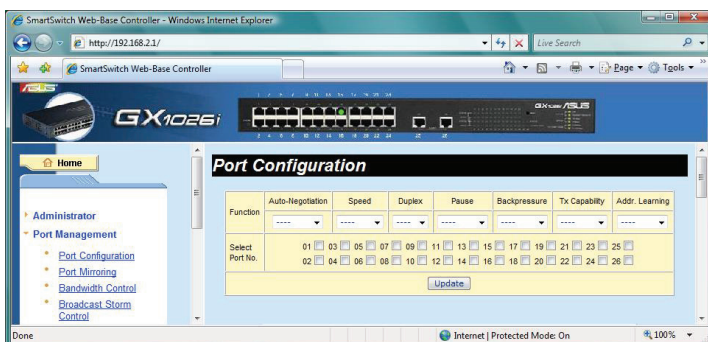 SmartSwitch Web-Base Controller - Windows Internet Explorer
http://192.168.2.1/
Live Search
SmartSwitch Web-Base Controller
Page
Tools
ASUS
GX1026i
GX1026i ASUS
Home
Port Configuration
Function
Auto-Negotiation Speed Duplex Pause Backpressure Tx Capability Addr. Learning
---- ---- ---- ---- ---- ---- ----
Administrator
Port Management
Select Port No.
01 03 05 07 09 11 13 15 17 19 21 23 25
02 04 06 08 10 12 14 16 18 20 22 24 26
Update
Port Configuration
Port Mirroring
Bandwidth Control
Broadcast Storm
Control
Done
Internet | Protected Mode: On
100%